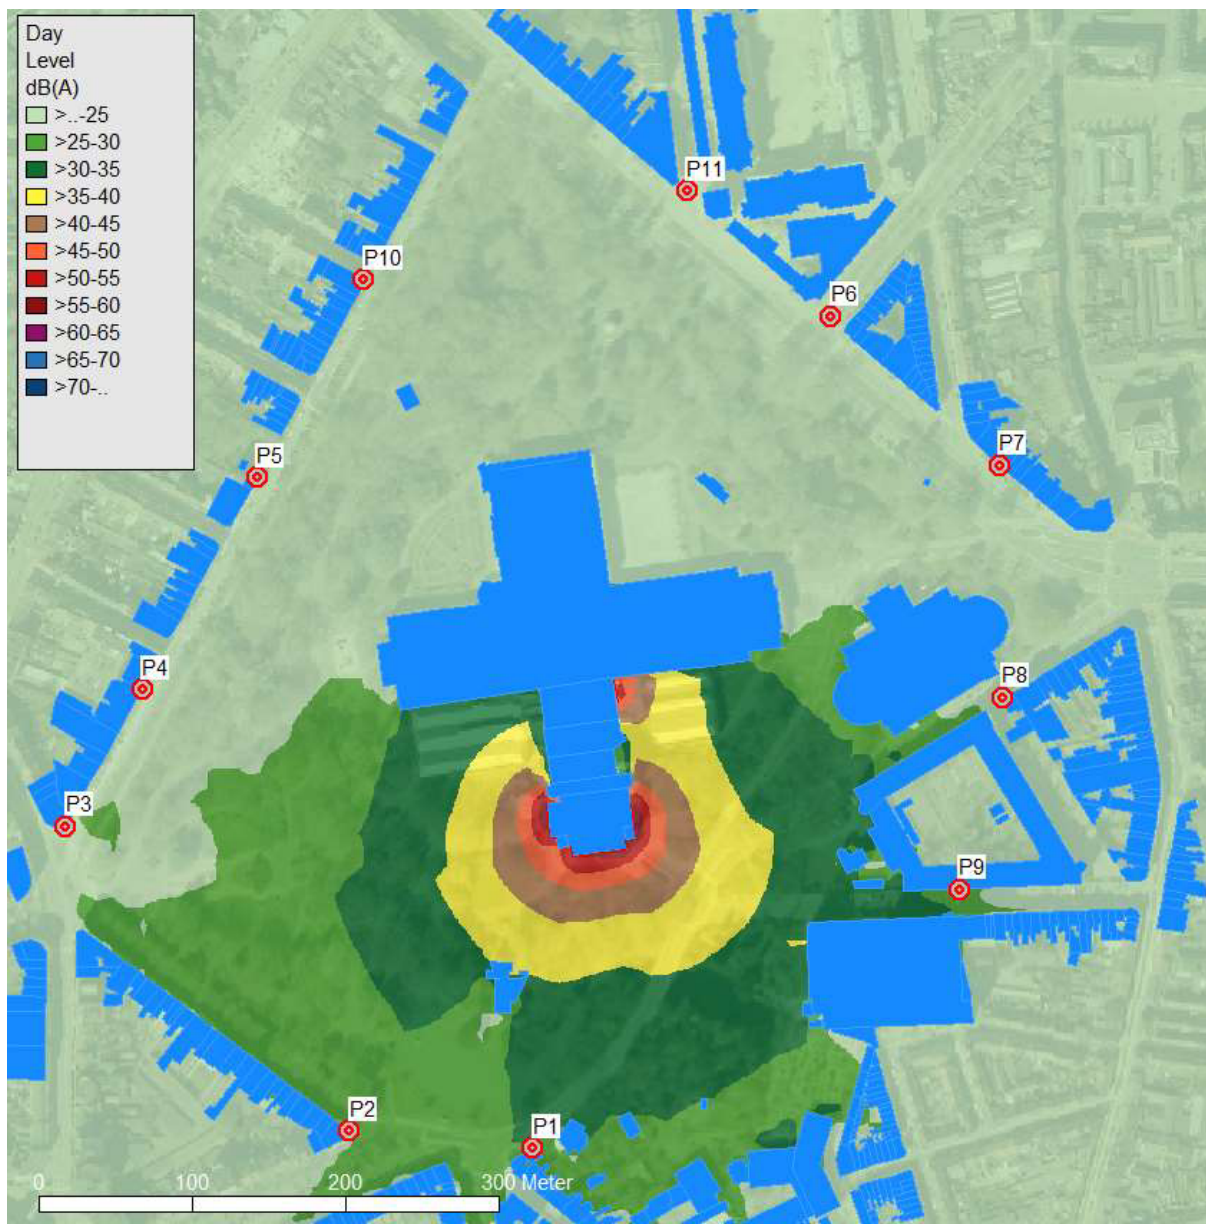 Day
Level
dB(A)
>..-25
>25-30
>30-35
>35-40
>40-45
>45-50
>50-55
>55-60
>60-65
>65-70
>70-..
P11
P10
P6
P5
P7
P4
P8
P3
P9
P2
P1
0 100 200 300 Meter